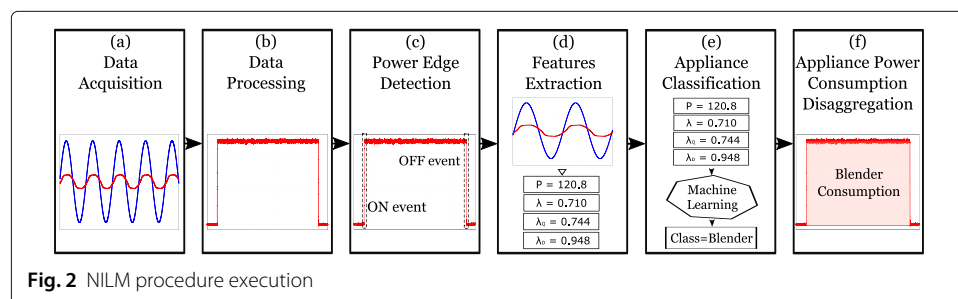 (a)
Data
Acquisition
(b)
Data
Processing
(c)
Power Edge
Detection
OFF event
ON event
(d)
Features
Extraction
P = 120.8
λ = 0.710
λQ = 0.744
λD = 0.948
(e)
Appliance
Classification
P = 120.8
λ = 0.710
λQ = 0.744
λD = 0.948
Machine
Learning
Class=Blender
(f)
Appliance Power
Consumption
Disaggregation
Blender
Consumption
Fig. 2 NILM procedure execution